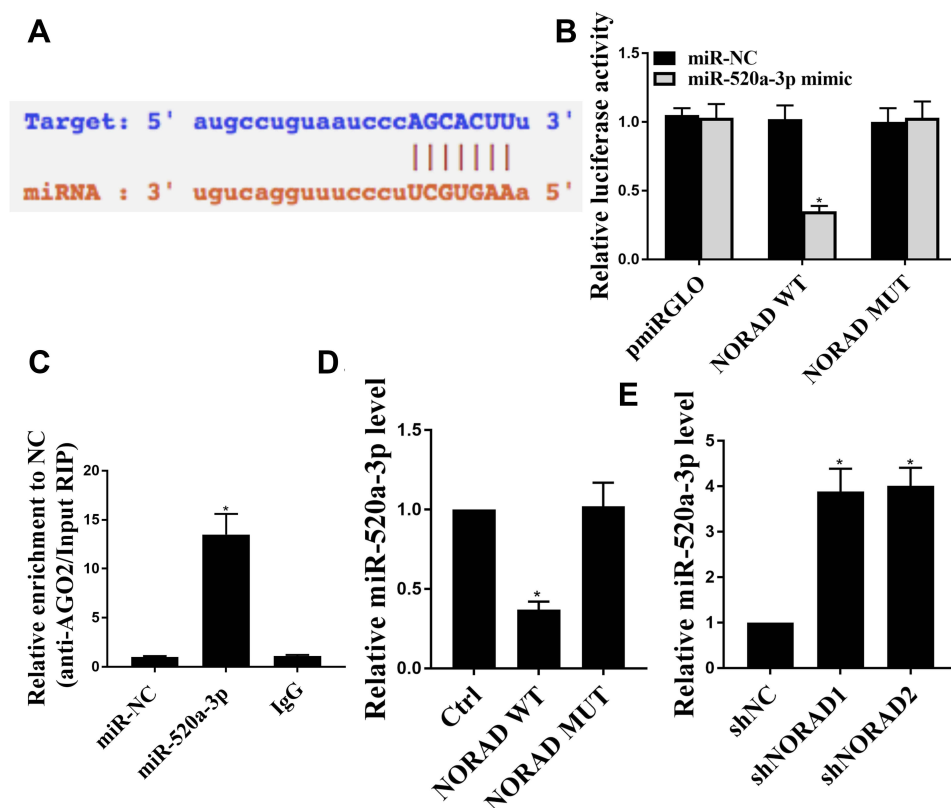 A
Target: 5' augccuguaaucccAGCACUUu 3'
miRNA : 3' ugucagguuucccuUCGUGAAa 5'
B
Relative luciferase activity
1.5
1.0
0.5
0.0
miR-NC
miR-520a-3p mimic
*
pmiRGLO
NORAD WT
NORAD MUT
C
Relative enrichment to NC
(anti-AGO2/Input RIP)
20
15
10
5
0
*
miR-NC
miR-520a-3p
IgG
D
Relative miR-520a-3p level
1.5
1.0
0.5
0.0
*
Ctrl
NORAD WT
NORAD MUT
E
Relative miR-520a-3p level
5
4
3
2
1
0
*
*
shNC
shNORAD1
shNORAD2